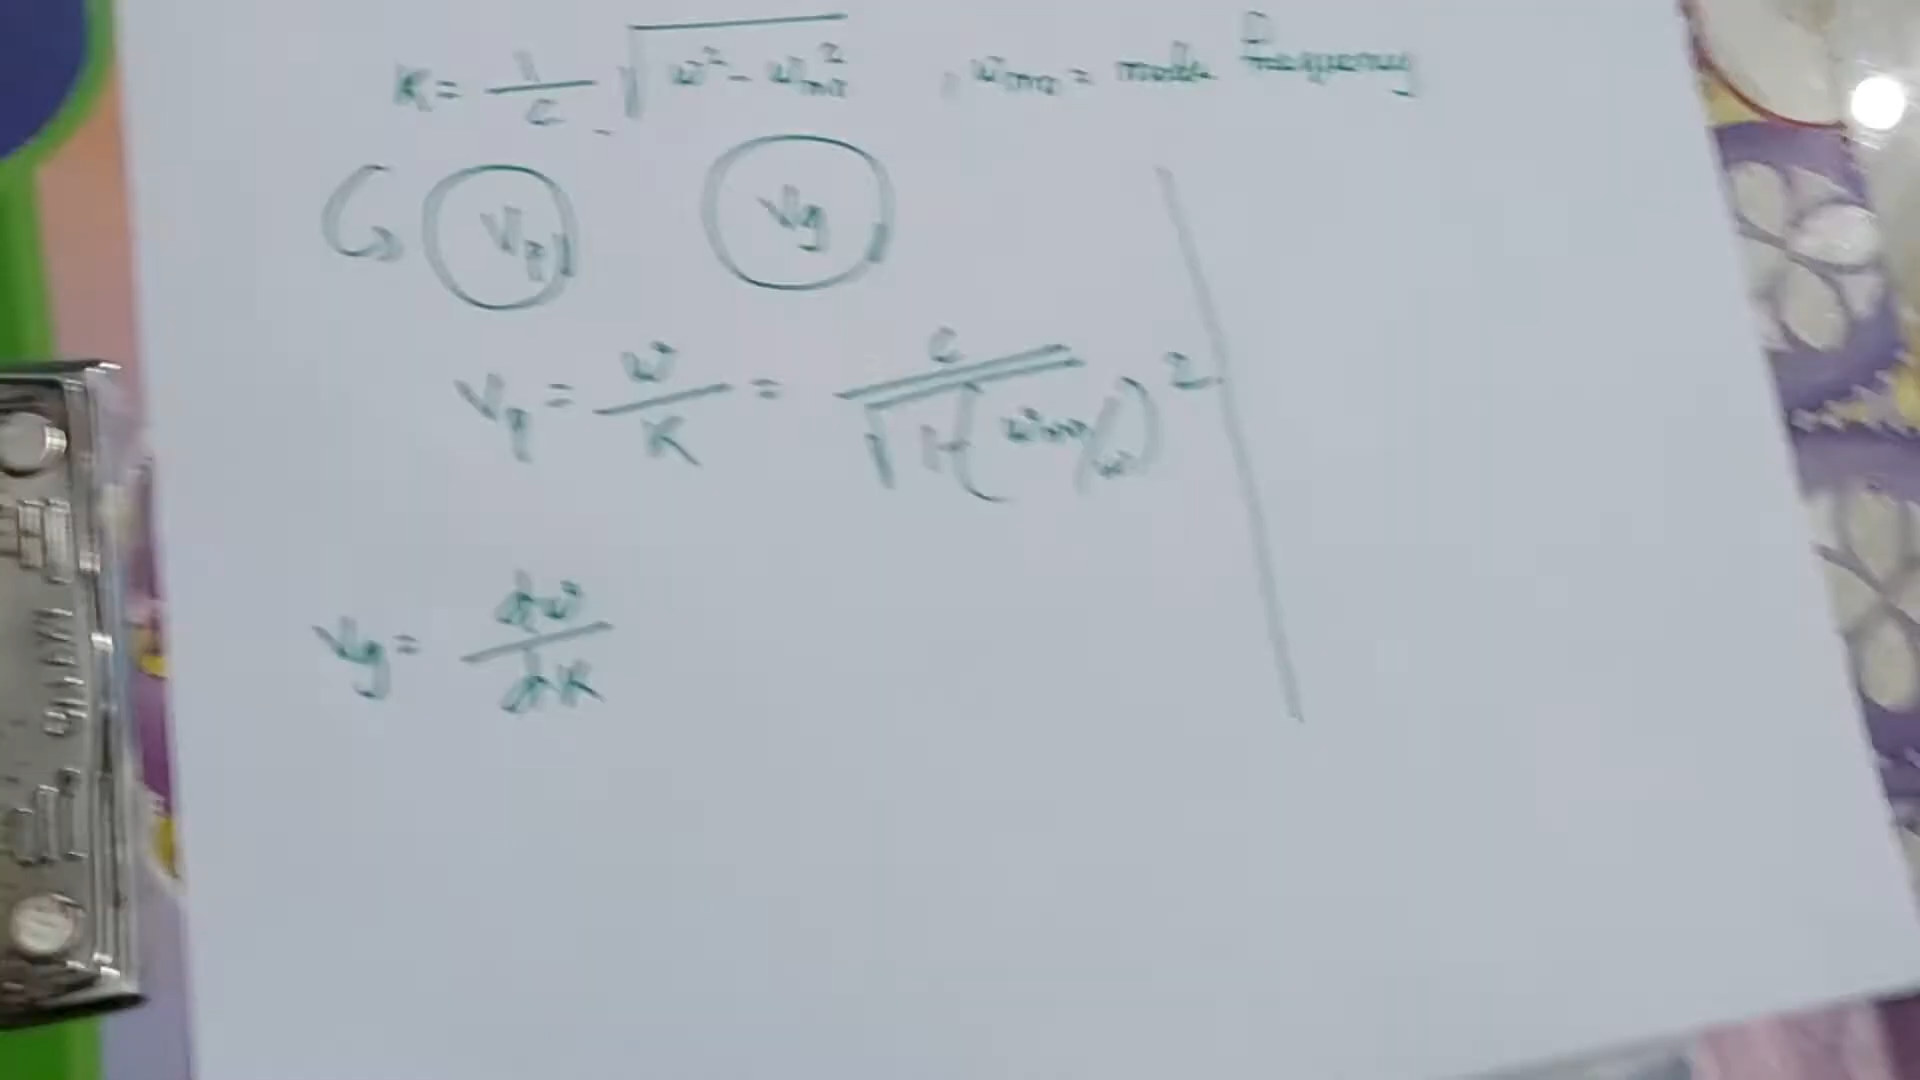 K = 1/C √(ω² - ωmn²) , ωmn = mode frequency
Vp Vg
Vp = ω/K = C/√(1-(ωmn/ω)²)
Vg = dω/dK